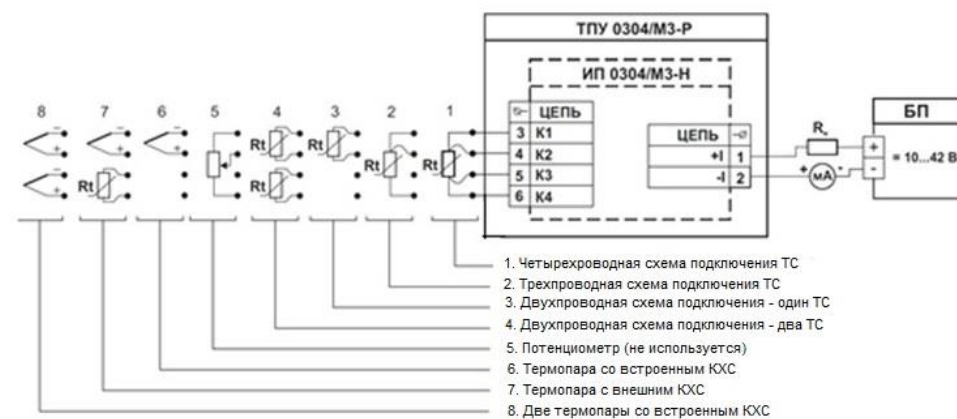 ТПУ 0304/М3-Р
ИП 0304/М3-Н
8 7 6 5 4 3 2 1
ЦЕПЬ
3 К1
4 К2
5 К3
6 К4
ЦЕПЬ
+I 1
-I 2
Rt
Rt
Rt
Rt
Rt
Rt
Rн
+ мА -
БП
+
-
= 10...42 В
1. Четырехроводная схема подключения ТС
2. Трехпроводная схема подключения ТС
3. Двухпроводная схема подключения - один ТС
4. Двухпроводная схема подключения - два ТС
5. Потенциометр (не используется)
6. Термопара со встроенным КХС
7. Термопара с внешним КХС
8. Две термопары со встроенным КХС